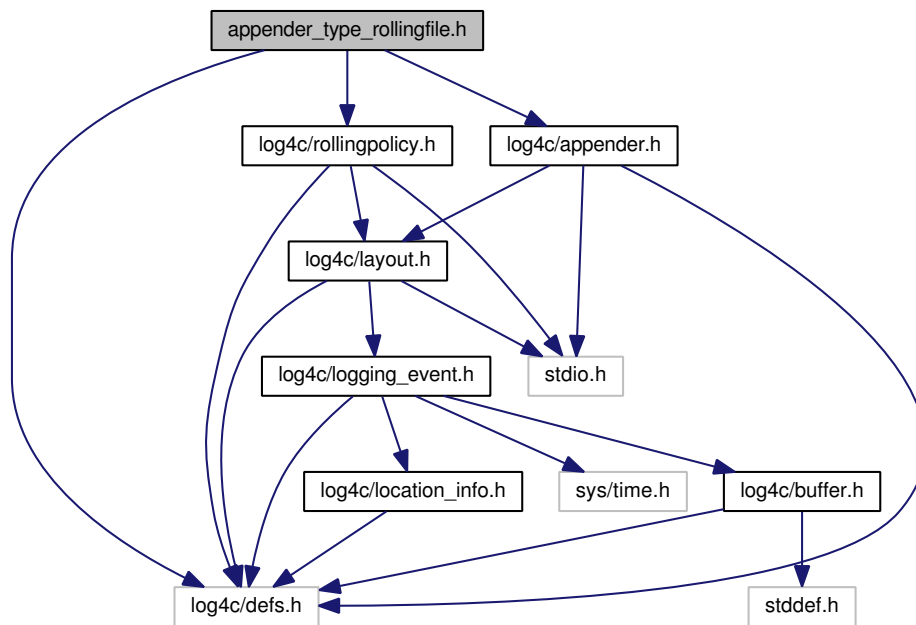 appender_type_rollingfile.h
log4c/rollingpolicy.h
log4c/appender.h
log4c/layout.h
log4c/logging_event.h
stdio.h
log4c/location_info.h
sys/time.h
log4c/buffer.h
log4c/defs.h
stddef.h